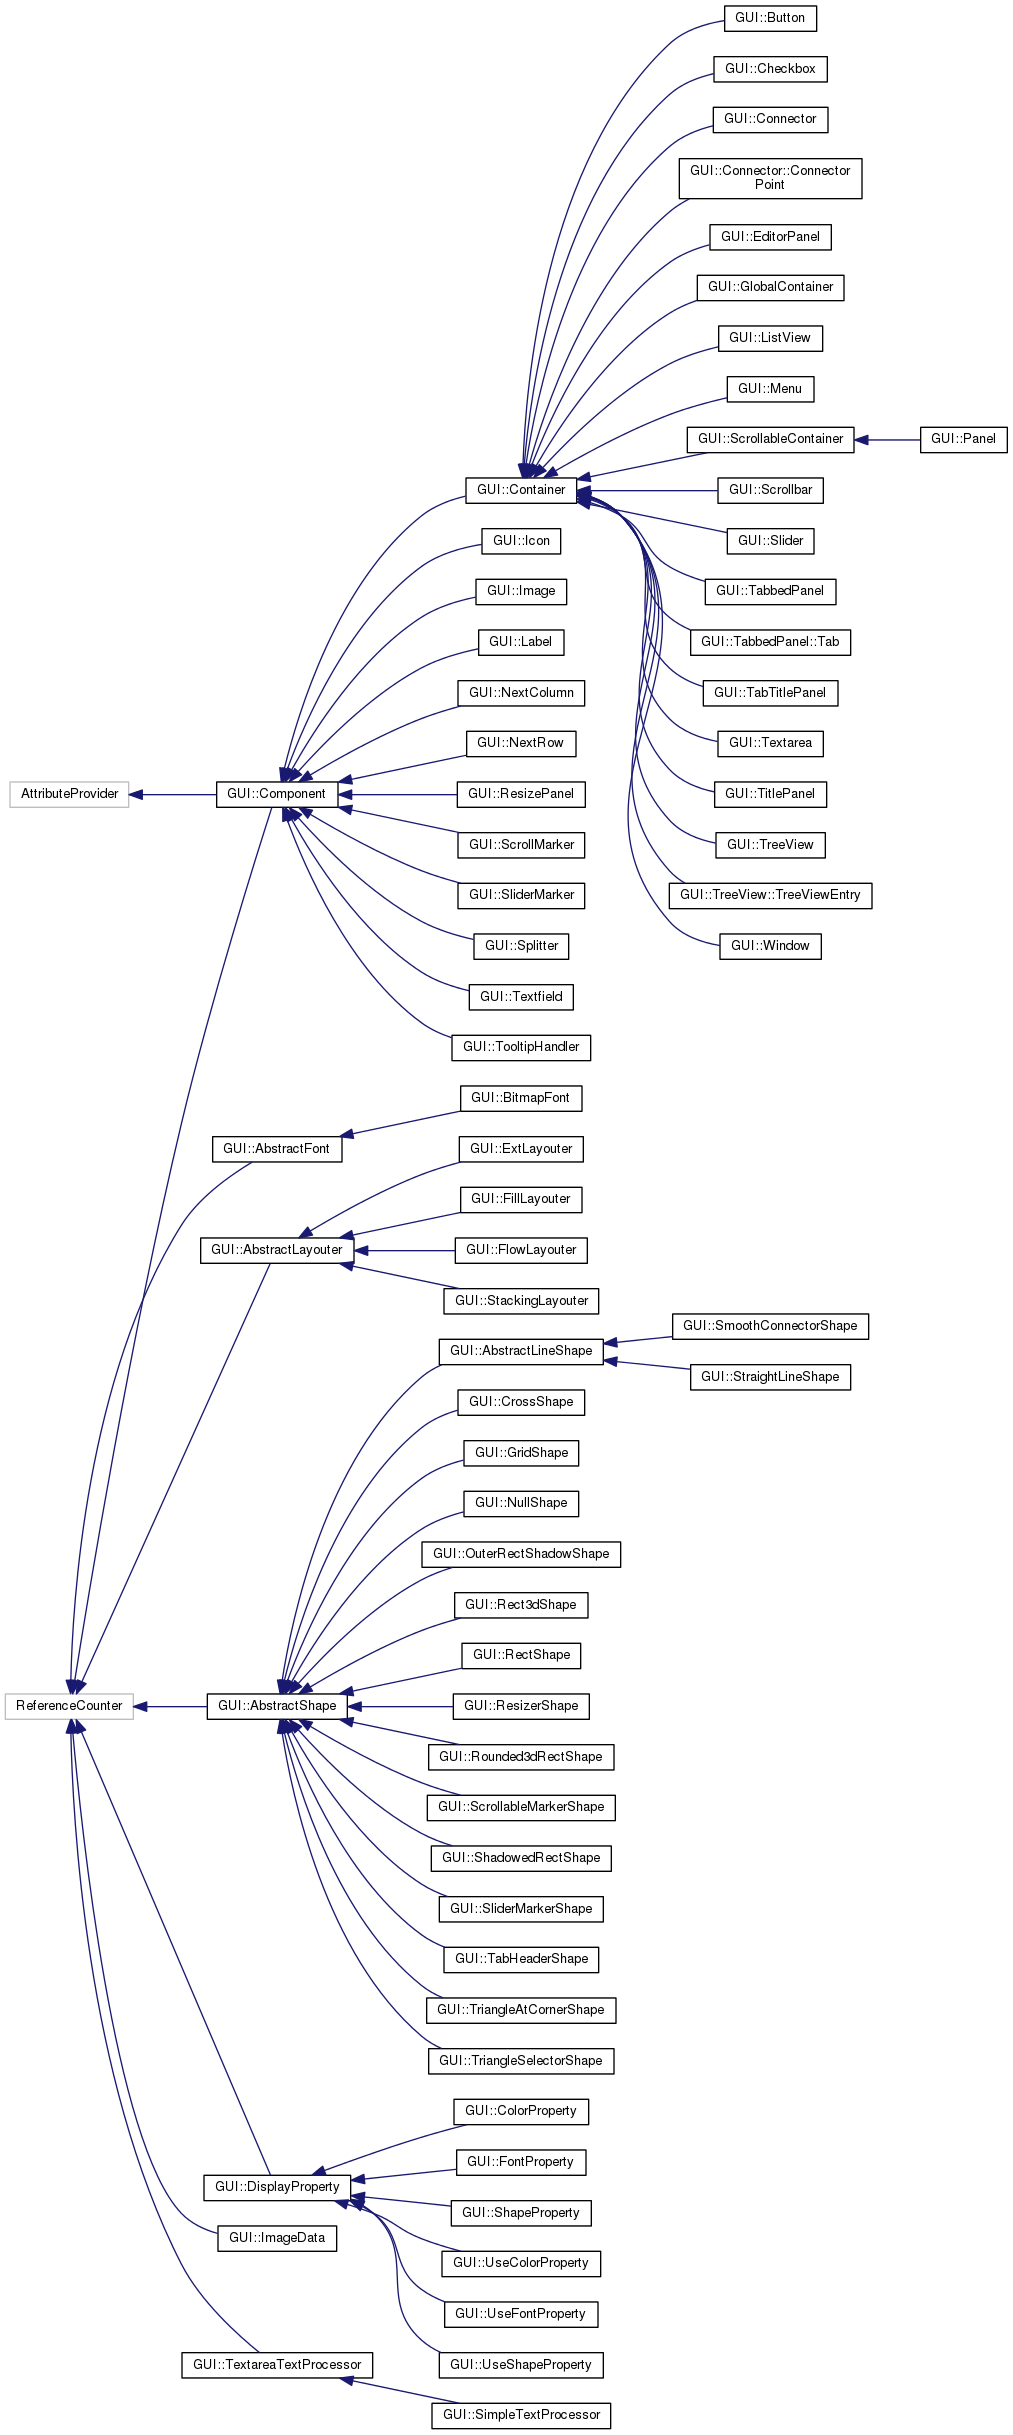 GUI::Button
GUI::Checkbox
GUI::Connector
GUI::Connector::Connector
Point
GUI::EditorPanel
GUI::GlobalContainer
GUI::ListView
GUI::Menu
GUI::ScrollableContainer
GUI::Panel
GUI::Container
GUI::Scrollbar
GUI::Icon
GUI::Slider
GUI::Image
GUI::TabbedPanel
GUI::Label
GUI::TabbedPanel::Tab
GUI::NextColumn
GUI::TabTitlePanel
GUI::NextRow
GUI::Textarea
AttributeProvider
GUI::Component
GUI::ResizePanel
GUI::TitlePanel
GUI::ScrollMarker
GUI::TreeView
GUI::SliderMarker
GUI::TreeView::TreeViewEntry
GUI::Splitter
GUI::Window
GUI::Textfield
GUI::TooltipHandler
GUI::BitmapFont
GUI::AbstractFont
GUI::ExtLayouter
GUI::FillLayouter
GUI::AbstractLayouter
GUI::FlowLayouter
GUI::StackingLayouter
GUI::SmoothConnectorShape
GUI::AbstractLineShape
GUI::StraightLineShape
GUI::CrossShape
GUI::GridShape
GUI::NullShape
GUI::OuterRectShadowShape
GUI::Rect3dShape
GUI::RectShape
ReferenceCounter
GUI::AbstractShape
GUI::ResizerShape
GUI::Rounded3dRectShape
GUI::ScrollableMarkerShape
GUI::ShadowedRectShape
GUI::SliderMarkerShape
GUI::TabHeaderShape
GUI::TriangleAtCornerShape
GUI::TriangleSelectorShape
GUI::ColorProperty
GUI::FontProperty
GUI::DisplayProperty
GUI::ShapeProperty
GUI::ImageData
GUI::UseColorProperty
GUI::UseFontProperty
GUI::TextareaTextProcessor
GUI::UseShapeProperty
GUI::SimpleTextProcessor